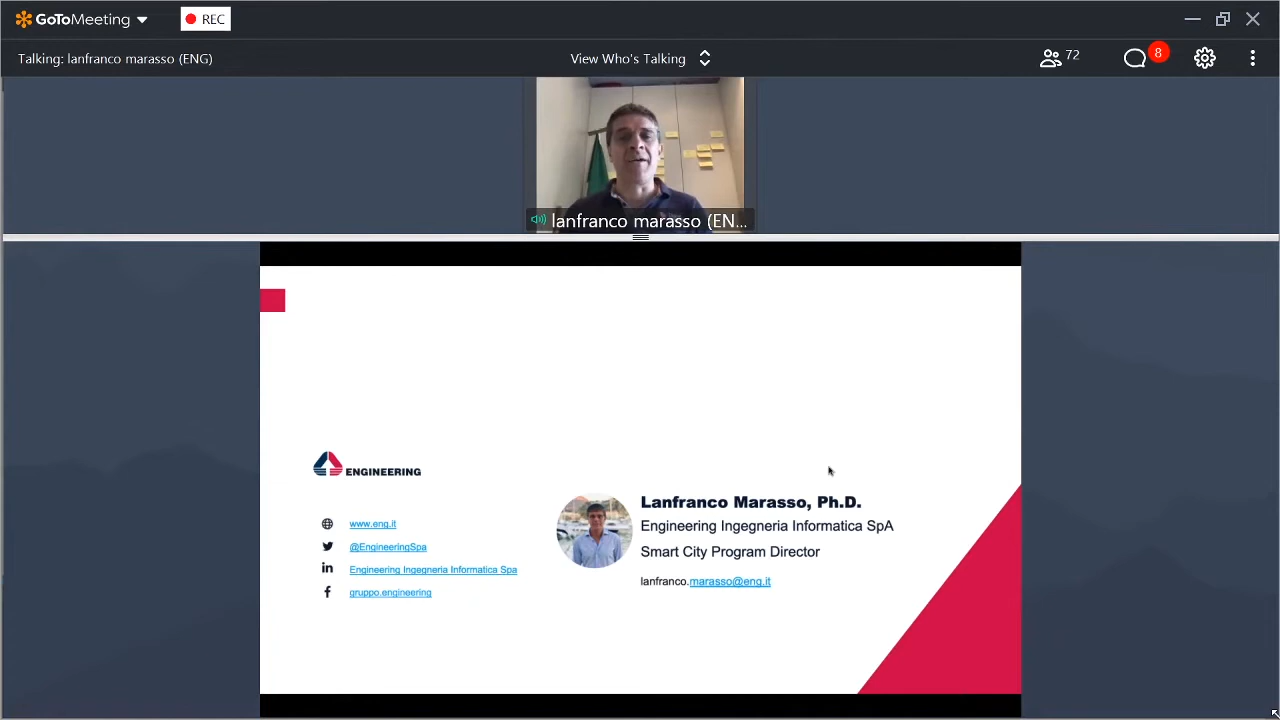 GoToMeeting
REC
Talking: lanfranco marasso (ENG)
View Who's Talking
72
8
lanfranco marasso (EN...
ENGINEERING
www.eng.it
@EngineeringSpa
Engineering Ingegneria Informatica Spa
gruppo.engineering
Lanfranco Marasso, Ph.D.
Engineering Ingegneria Informatica SpA
Smart City Program Director
lanfranco.marasso@eng.it